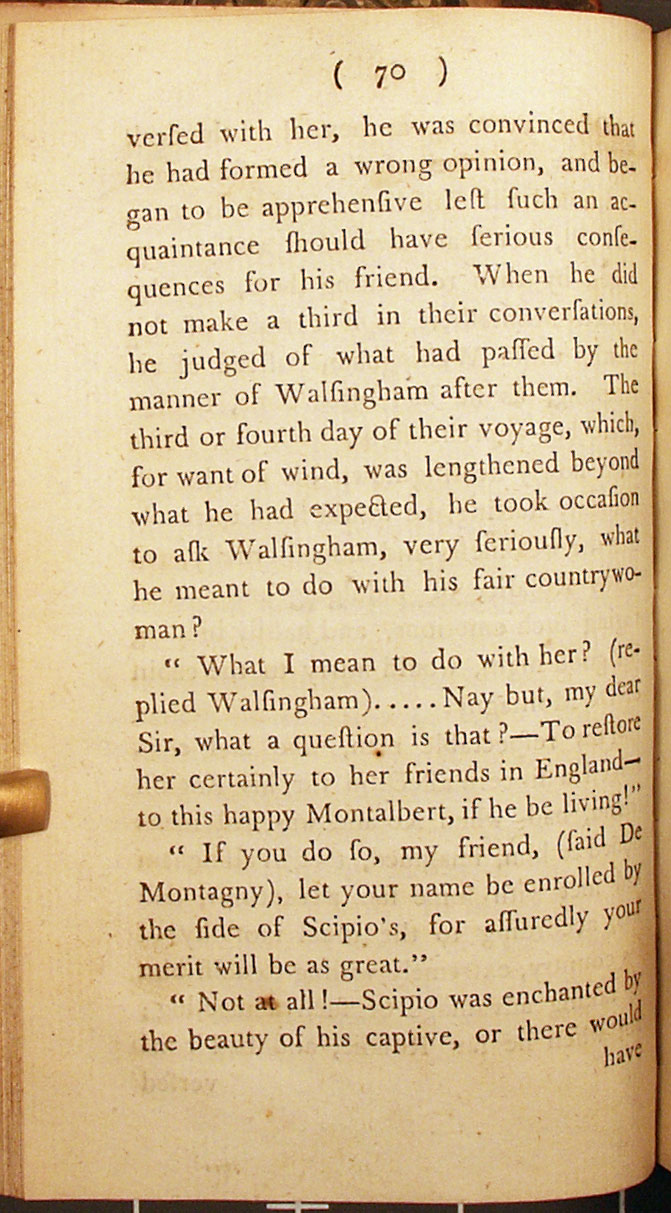 ( 70 )
verſed with her, he was convinced that
he had formed a wrong opinion, and be-
gan to be apprehenſive leſt ſuch an ac-
quaintance ſhould have ſerious conſe-
quences for his friend. When he did
not make a third in their converſations,
he judged of what had paſſed by the
manner of Walſingham after them. The
third or fourth day of their voyage, which,
for want of wind, was lengthened beyond
what he had expected, he took occaſion
to aſk Walſingham, very ſeriouſly, what
he meant to do with his fair countrywo-
man?
“ What I mean to do with her? (re-
plied Walſingham).....Nay but, my dear
Sir, what a queſtion is that?—To reſtore
her certainly to her friends in England—
to this happy Montalbert, if he be living!”
“ If you do ſo, my friend, (ſaid De
Montagny), let your name be enrolled by
the ſide of Scipio's, for aſſuredly your
merit will be as great.”
“ Not at all!—Scipio was enchanted by
the beauty of his captive, or there would
have